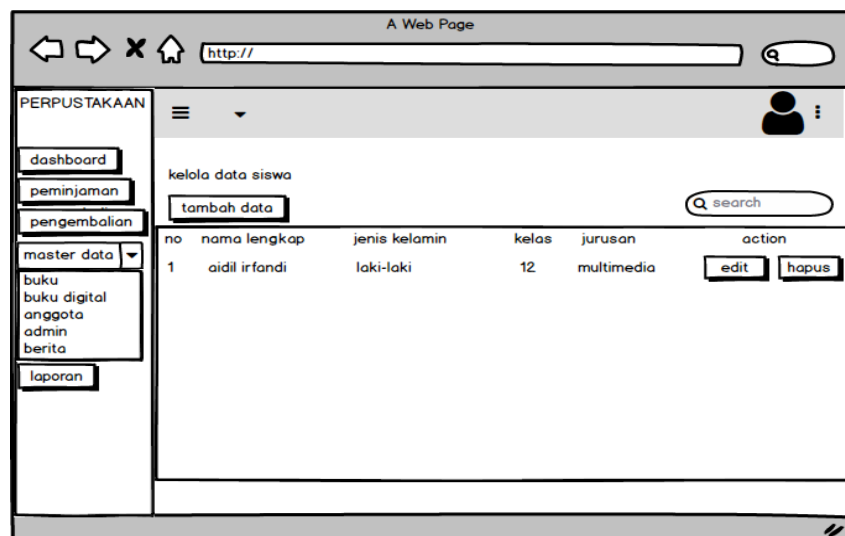 A Web Page
http://
PERPUSTAKAAN
dashboard
peminjaman
pengembalian
master data
buku
buku digital
anggota
admin
berita
laporan
kelola data siswa
tambah data
search
no nama lengkap jenis kelamin kelas jurusan action
1 aidil irfandi laki-laki 12 multimedia edit hapus